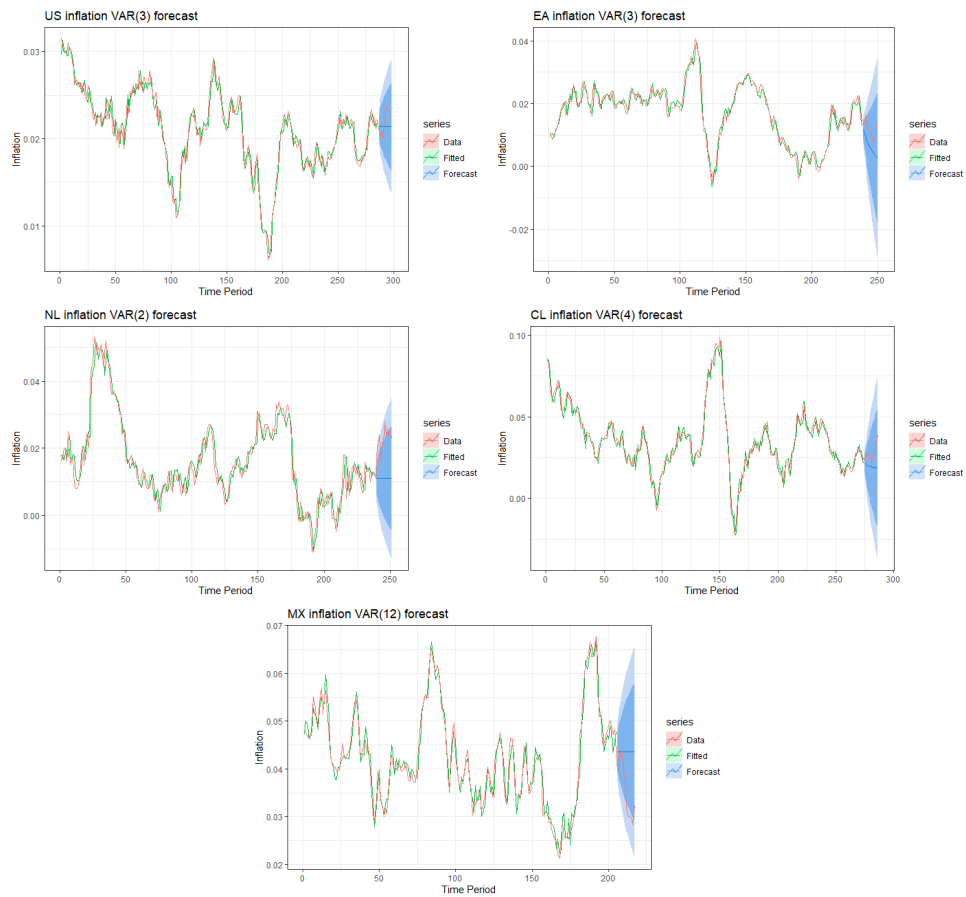 US inflation VAR(3) forecast
Inflation
0.03
0.02
0.01
0
50
100
150
200
250
300
Time Period
series
Data
Fitted
Forecast
EA inflation VAR(3) forecast
Inflation
0.04
0.02
0.00
-0.02
0
50
100
150
200
250
Time Period
series
Data
Fitted
Forecast
NL inflation VAR(2) forecast
Inflation
0.04
0.02
0.00
0
50
100
150
200
250
Time Period
series
Data
Fitted
Forecast
CL inflation VAR(4) forecast
Inflation
0.10
0.05
0.00
0
50
100
150
200
250
300
Time Period
series
Data
Fitted
Forecast
MX inflation VAR(12) forecast
Inflation
0.07
0.06
0.05
0.04
0.03
0.02
0
50
100
150
200
Time Period
series
Data
Fitted
Forecast